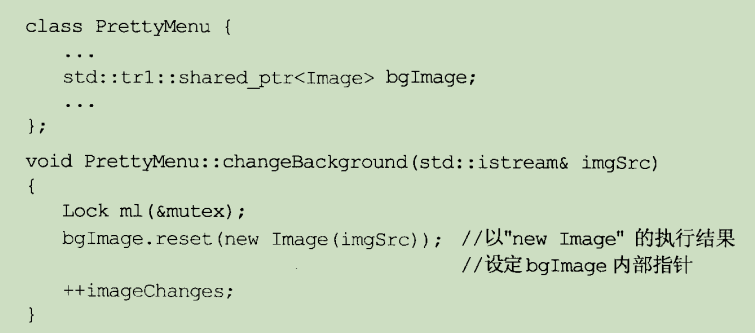 class PrettyMenu {
...
std::tr1::shared_ptr<Image> bgImage;
...
};
void PrettyMenu::changeBackground(std::istream& imgSrc)
{
Lock ml(&mutex);
bgImage.reset(new Image(imgSrc)); //以"new Image" 的执行结果
//设定bgImage 内部指针
++imageChanges;
}